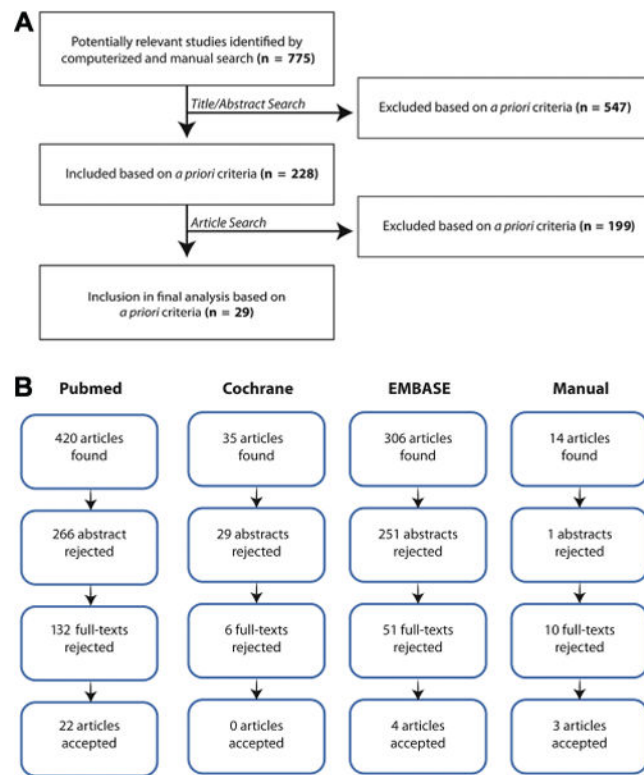 A
Potentially relevant studies identified by
computerized and manual search (n = 775)
Title/Abstract Search
Excluded based on a priori criteria (n = 547)
Included based on a priori criteria (n = 228)
Article Search
Excluded based on a priori criteria (n = 199)
Inclusion in final analysis based on
a priori criteria (n = 29)
B
Pubmed
Cochrane
EMBASE
Manual
420 articles
found
35 articles
found
306 articles
found
14 articles
found
266 abstract
rejected
29 abstracts
rejected
251 abstracts
rejected
1 abstracts
rejected
132 full-texts
rejected
6 full-texts
rejected
51 full-texts
rejected
10 full-texts
rejected
22 articles
accepted
0 articles
accepted
4 articles
accepted
3 articles
accepted